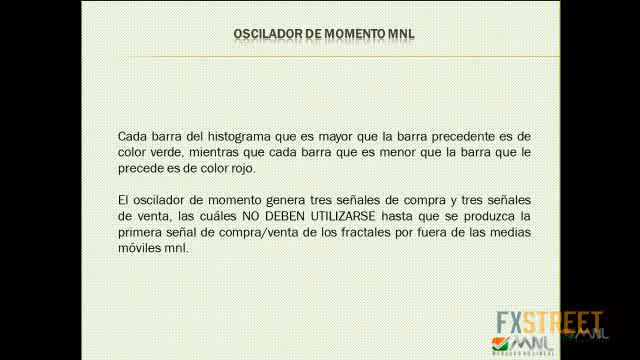 OSCILADOR DE MOMENTO MNL
Cada barra del histograma que es mayor que la barra precedente es de
color verde, mientras que cada barra que es menor que la barra que le
precede es de color rojo.
El oscilador de momento genera tres señales de compra y tres señales
de venta, las cuáles NO DEBEN UTILIZARSE hasta que se produzca la
primera señal de compra/venta de los fractales por fuera de las medias
móviles mnl.
FXSTREET
MNL
MNL